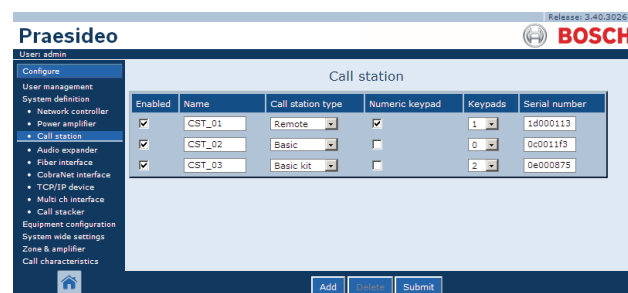 Release: 3.40.3026
Praesideo
BOSCH
User: admin
Configure
User management
System definition
• Network controller
• Power amplifier
• Call station
• Audio expander
• Fiber interface
• CobraNet interface
• TCP/IP device
• Multi ch interface
• Call stacker
Equipment configuration
System wide settings
Zone & amplifier
Call characteristics
Call station
Enabled Name Call station type Numeric keypad Keypads Serial number
CST_01 Remote 1 1d000113
CST_02 Basic 0 0c0011f3
CST_03 Basic kit 2 0e000875
Add Delete Submit